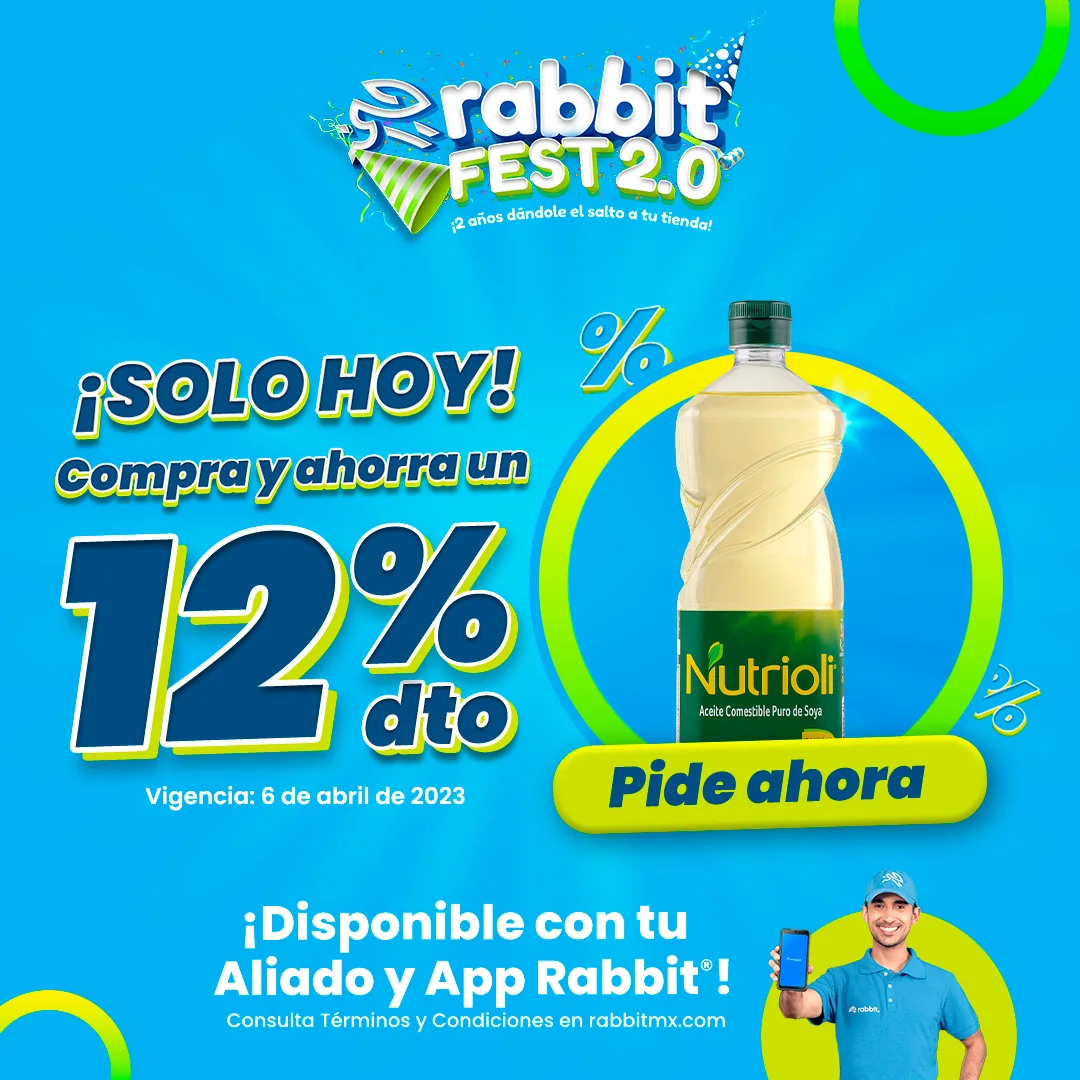 rabbit
FEST 2.0
¡2 años dándole el salto a tu tienda!
¡SOLO HOY!
Compra y ahorra un
12%
dto
Vigencia: 6 de abril de 2023
%
%
Nutrioli
Aceite Comestible Puro de Soya
Pide ahora
¡Disponible con tu
Aliado y App Rabbit®!
Consulta Términos y Condiciones en rabbitmx.com
rabbit